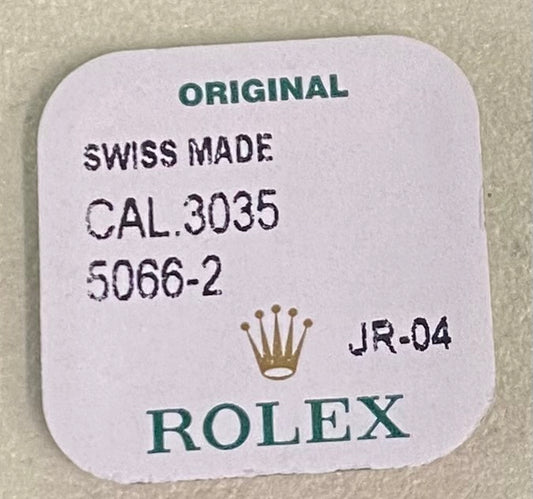 ORIGINAL
SWISS MADE
CAL.3035
5066-2
JR-04
ROLEX